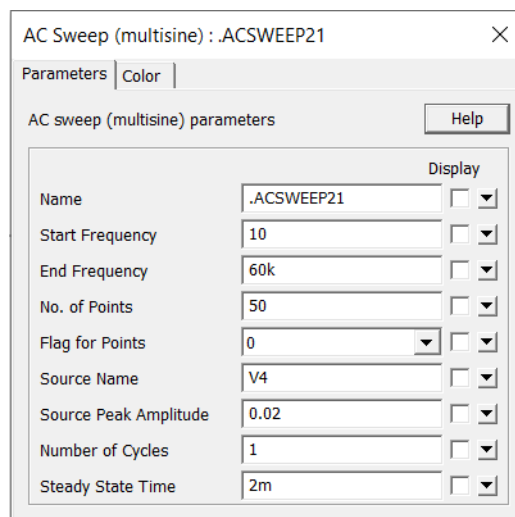 AC Sweep (multisine) : .ACSWEEP21
Parameters Color
AC sweep (multisine) parameters Help
Display
Name .ACSWEEP21
Start Frequency 10
End Frequency 60k
No. of Points 50
Flag for Points 0
Source Name V4
Source Peak Amplitude 0.02
Number of Cycles 1
Steady State Time 2m